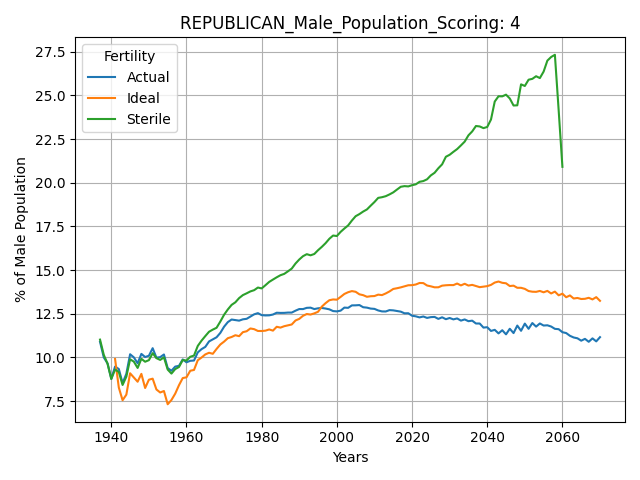 REPUBLICAN_Male_Population_Scoring: 4
27.5
25.0
22.5
20.0
17.5
15.0
12.5
10.0
7.5
% of Male Population
Fertility
Actual
Ideal
Sterile
1940 1960 1980 2000 2020 2040 2060
Years